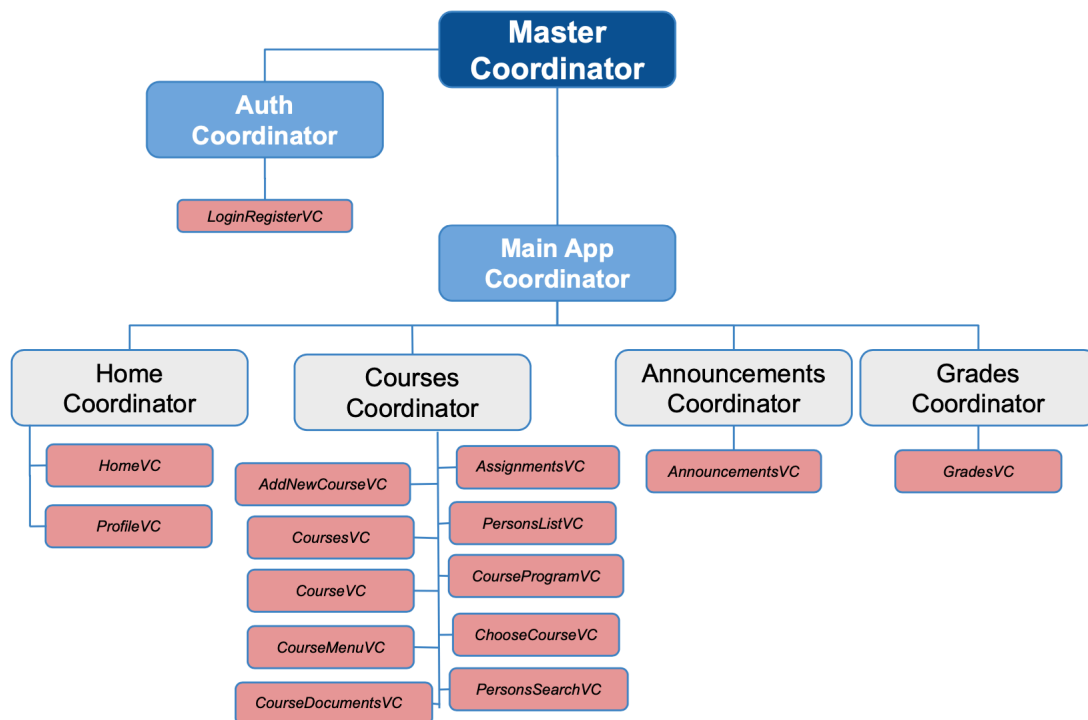 Master
Coordinator
Auth
Coordinator
LoginRegisterVC
Main App
Coordinator
Home
Coordinator
Courses
Coordinator
Announcements
Coordinator
Grades
Coordinator
HomeVC
ProfileVC
AddNewCourseVC
CoursesVC
CourseVC
CourseMenuVC
CourseDocumentsVC
AssignmentsVC
PersonsListVC
CourseProgramVC
ChooseCourseVC
PersonsSearchVC
AnnouncementsVC
GradesVC